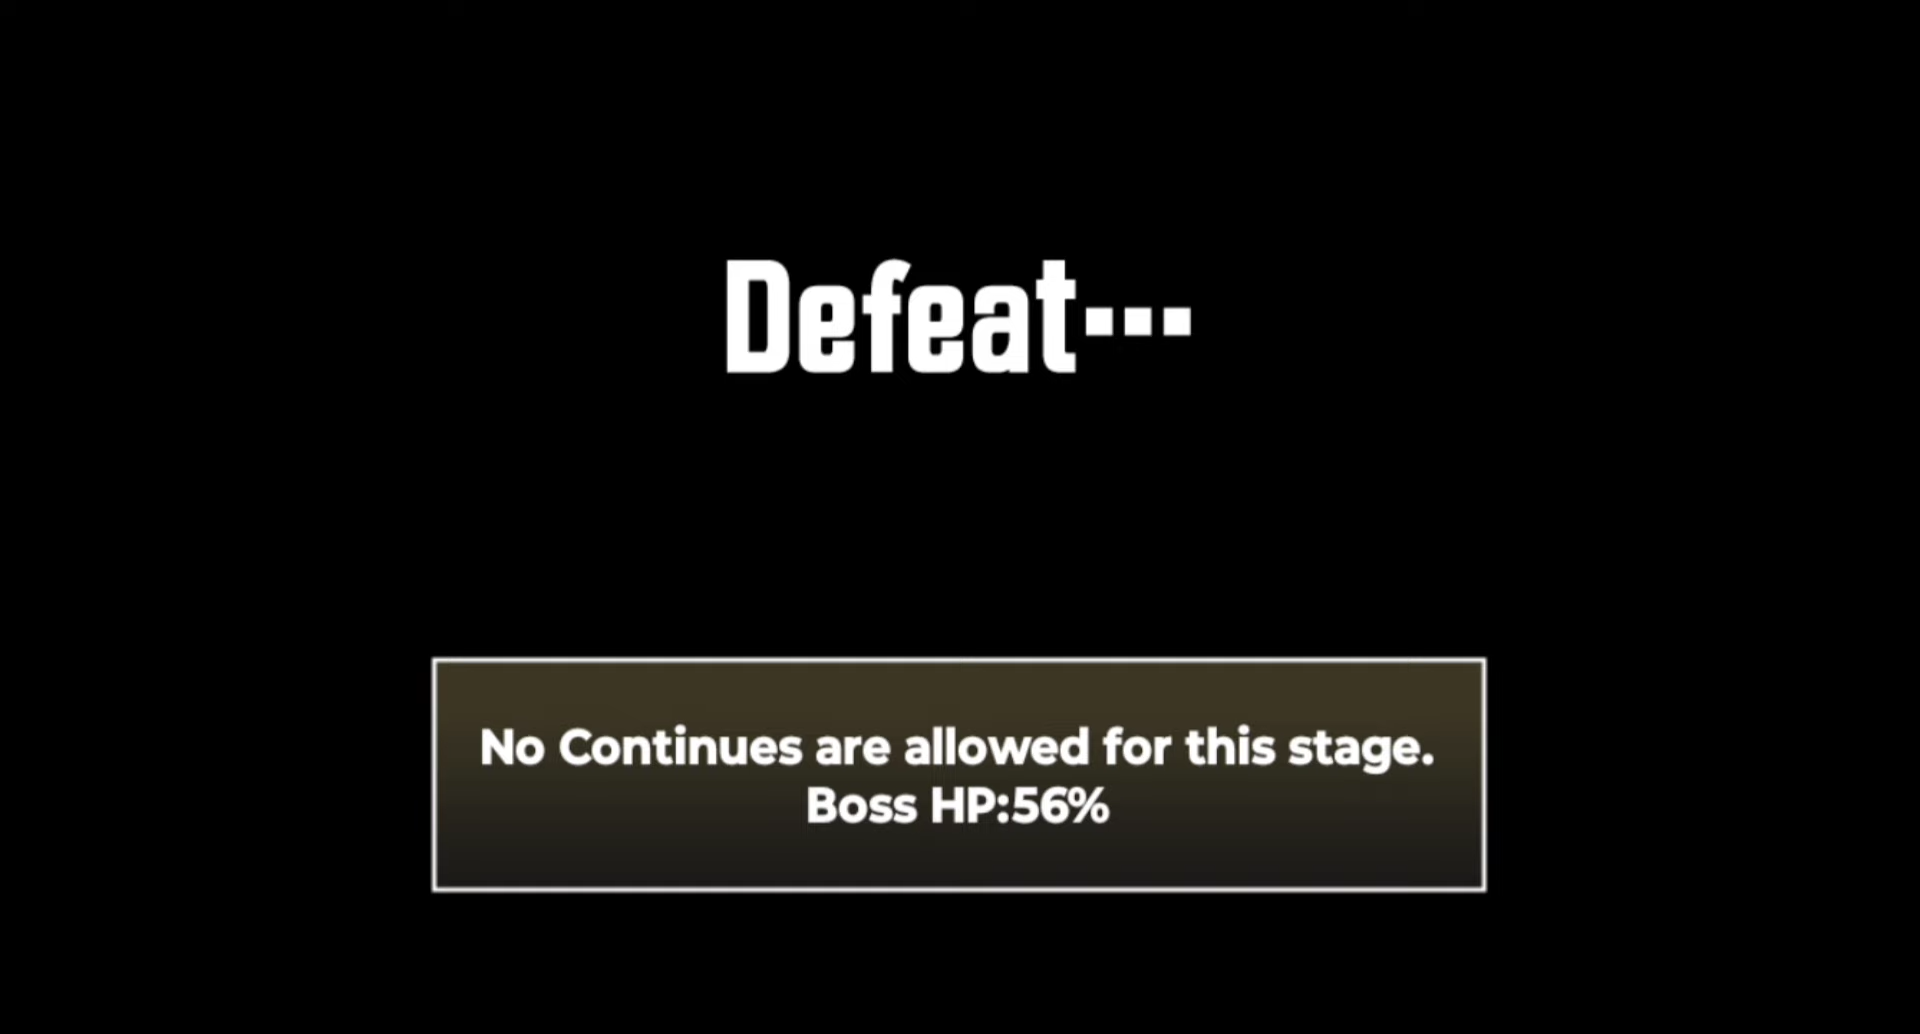 Defeat···
No Continues are allowed for this stage.
Boss HP:56%